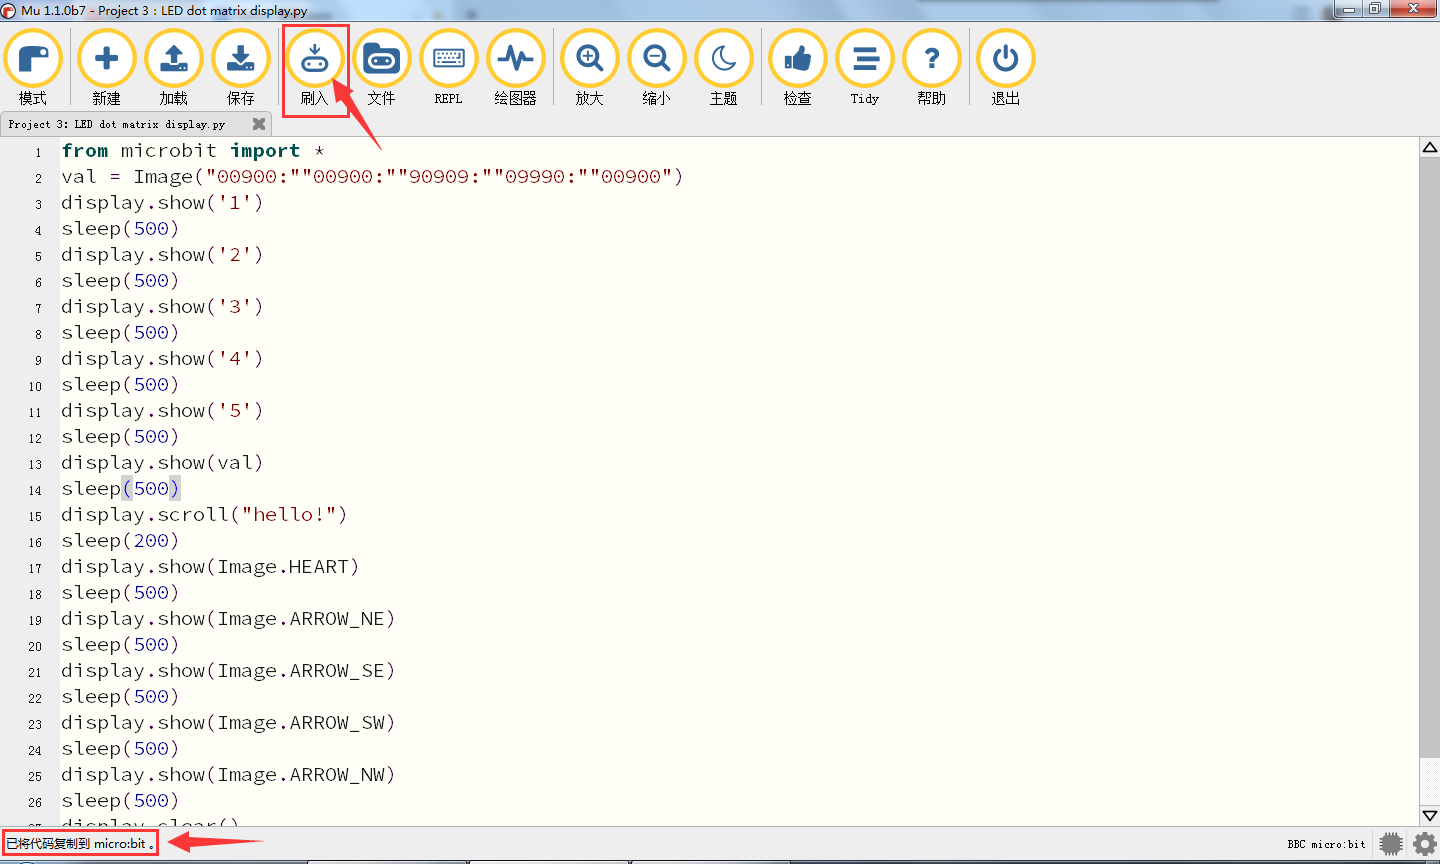 Mu 1.1.0b7 - Project 3：LED dot matrix display.py
模式 新建 加载 保存 刷入 文件 REPL 绘图器 放大 缩小 主题 检查 Tidy 帮助 退出
Project 3：LED dot matrix display.py
1 from microbit import *
2 val = Image("00900:""00900:""90909:""09990:""00900")
3 display.show('1')
4 sleep(500)
5 display.show('2')
6 sleep(500)
7 display.show('3')
8 sleep(500)
9 display.show('4')
10 sleep(500)
11 display.show('5')
12 sleep(500)
13 display.show(val)
14 sleep(500)
15 display.scroll("hello!")
16 sleep(200)
17 display.show(Image.HEART)
18 sleep(500)
19 display.show(Image.ARROW_NE)
20 sleep(500)
21 display.show(Image.ARROW_SE)
22 sleep(500)
23 display.show(Image.ARROW_SW)
24 sleep(500)
25 display.show(Image.ARROW_NW)
26 sleep(500)
27 display.clear()
已将代码复制到 micro:bit 。 BBC micro:bit